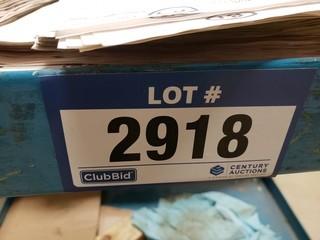 LOT #
2918
ClubBid
CENTURY
AUCTIONS